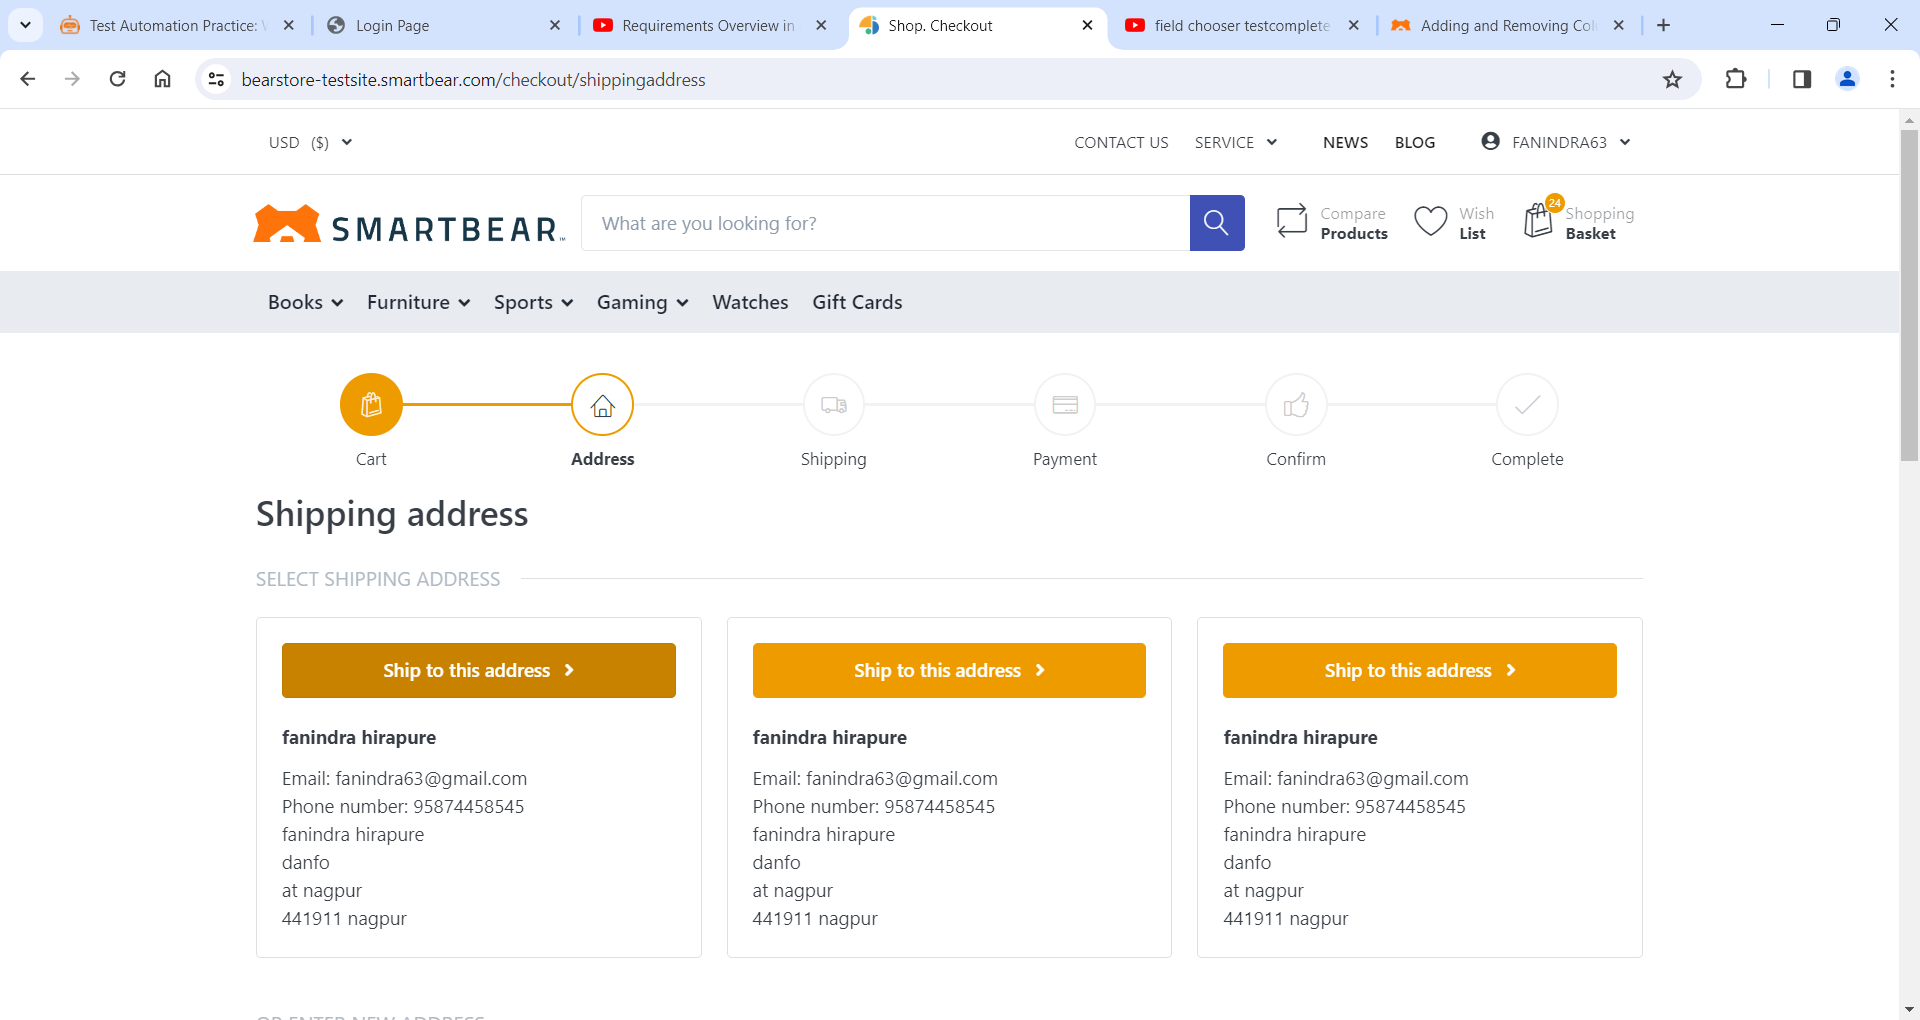 Test Automation Practice:
Login Page
Requirements Overview in
Shop. Checkout
field chooser testcomplete
Adding and Removing
bearstore-testsite.smartbear.com/checkout/shippingaddress
USD ($)
CONTACT US
SERVICE
NEWS
BLOG
FANINDRA63
SMARTBEAR™
What are you looking for?
Compare
Products
Wish
List
24
Shopping
Basket
Books
Furniture
Sports
Gaming
Watches
Gift Cards
Cart
Address
Shipping
Payment
Confirm
Complete
Shipping address
SELECT SHIPPING ADDRESS
Ship to this address
fanindra hirapure
Email: fanindra63@gmail.com
Phone number: 95874458545
fanindra hirapure
danfo
at nagpur
441911 nagpur
Ship to this address
fanindra hirapure
Email: fanindra63@gmail.com
Phone number: 95874458545
fanindra hirapure
danfo
at nagpur
441911 nagpur
Ship to this address
fanindra hirapure
Email: fanindra63@gmail.com
Phone number: 95874458545
fanindra hirapure
danfo
at nagpur
441911 nagpur
OR ENTER NEW ADDRESS